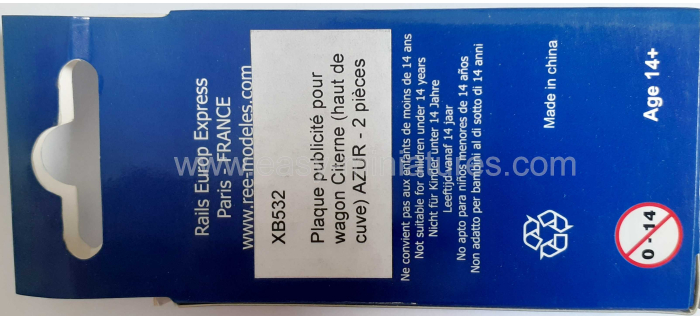 Rails Europ Express
Paris FRANCE
www.ree-modeles.com
XB532
Plaque publicité pour
wagon Citerne (haut de
cuve) AZUR - 2 pièces
Ne convient pas aux enfants de moins de 14 ans
Not suitable for children under 14 years
Nicht für Kinder unter 14 Jahre
Leeftijd vanaf 14 jaar
No apto para niños menores de 14 años
Non adatto per bambini al di sotto di 14 anni
Made in china
Age 14+
0 - 14